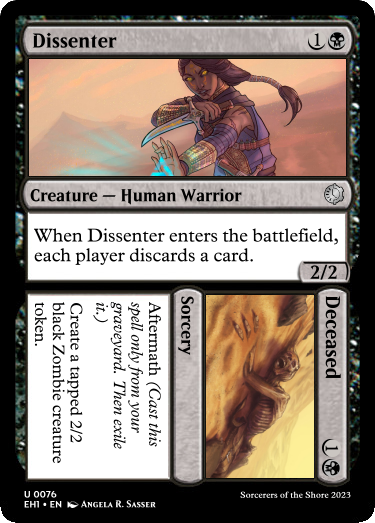 Dissenter 1
Creature — Human Warrior
When Dissenter enters the battlefield,
each player discards a card.
2/2
Deceased 1
Sorcery
Aftermath (Cast this
spell only from your
graveyard. Then exile
it.)
Create a tapped 2/2
black Zombie creature
token.
U 0076
EH1 • EN Angela R. Sasser
Sorcerers of the Shore 2023